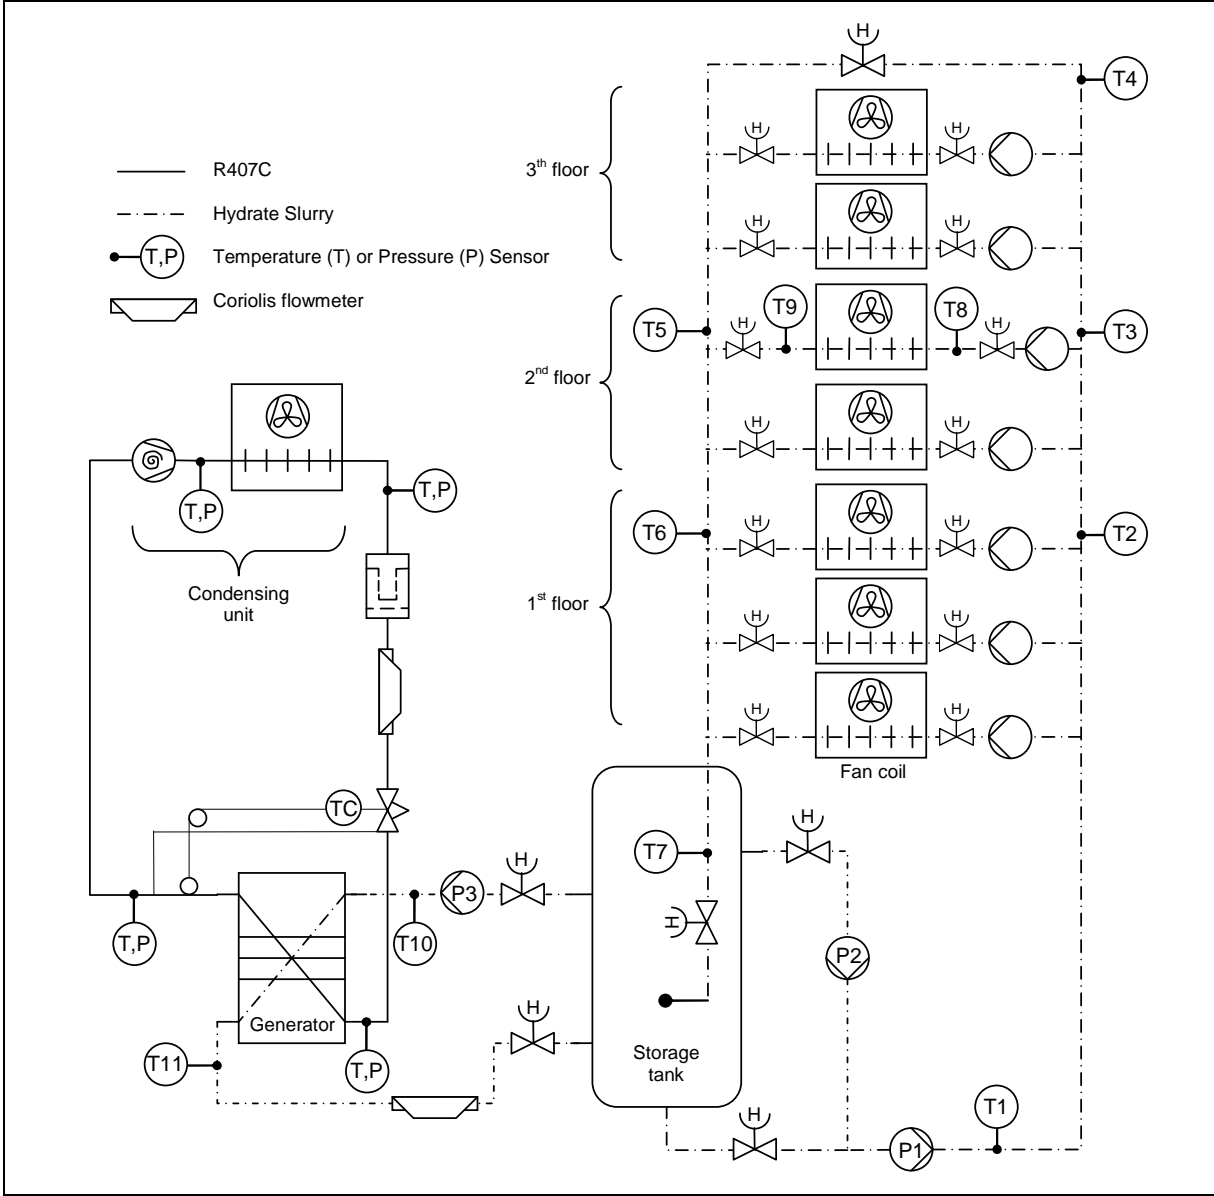 H
T4
H
H
3th floor
R407C
H
H
Hydrate Slurry
T,P
Temperature (T) or Pressure (P) Sensor
Coriolis flowmeter
T9
T8
T5
H
H
T3
2nd floor
H
H
T,P
T,P
H
H
T6
T2
Condensing
unit
1st floor
H
H
H
H
Fan coil
TC
H
T7
H
P3
H
T,P
T10
P2
Generator
H
T11
T,P
Storage
tank
H
T1
P1